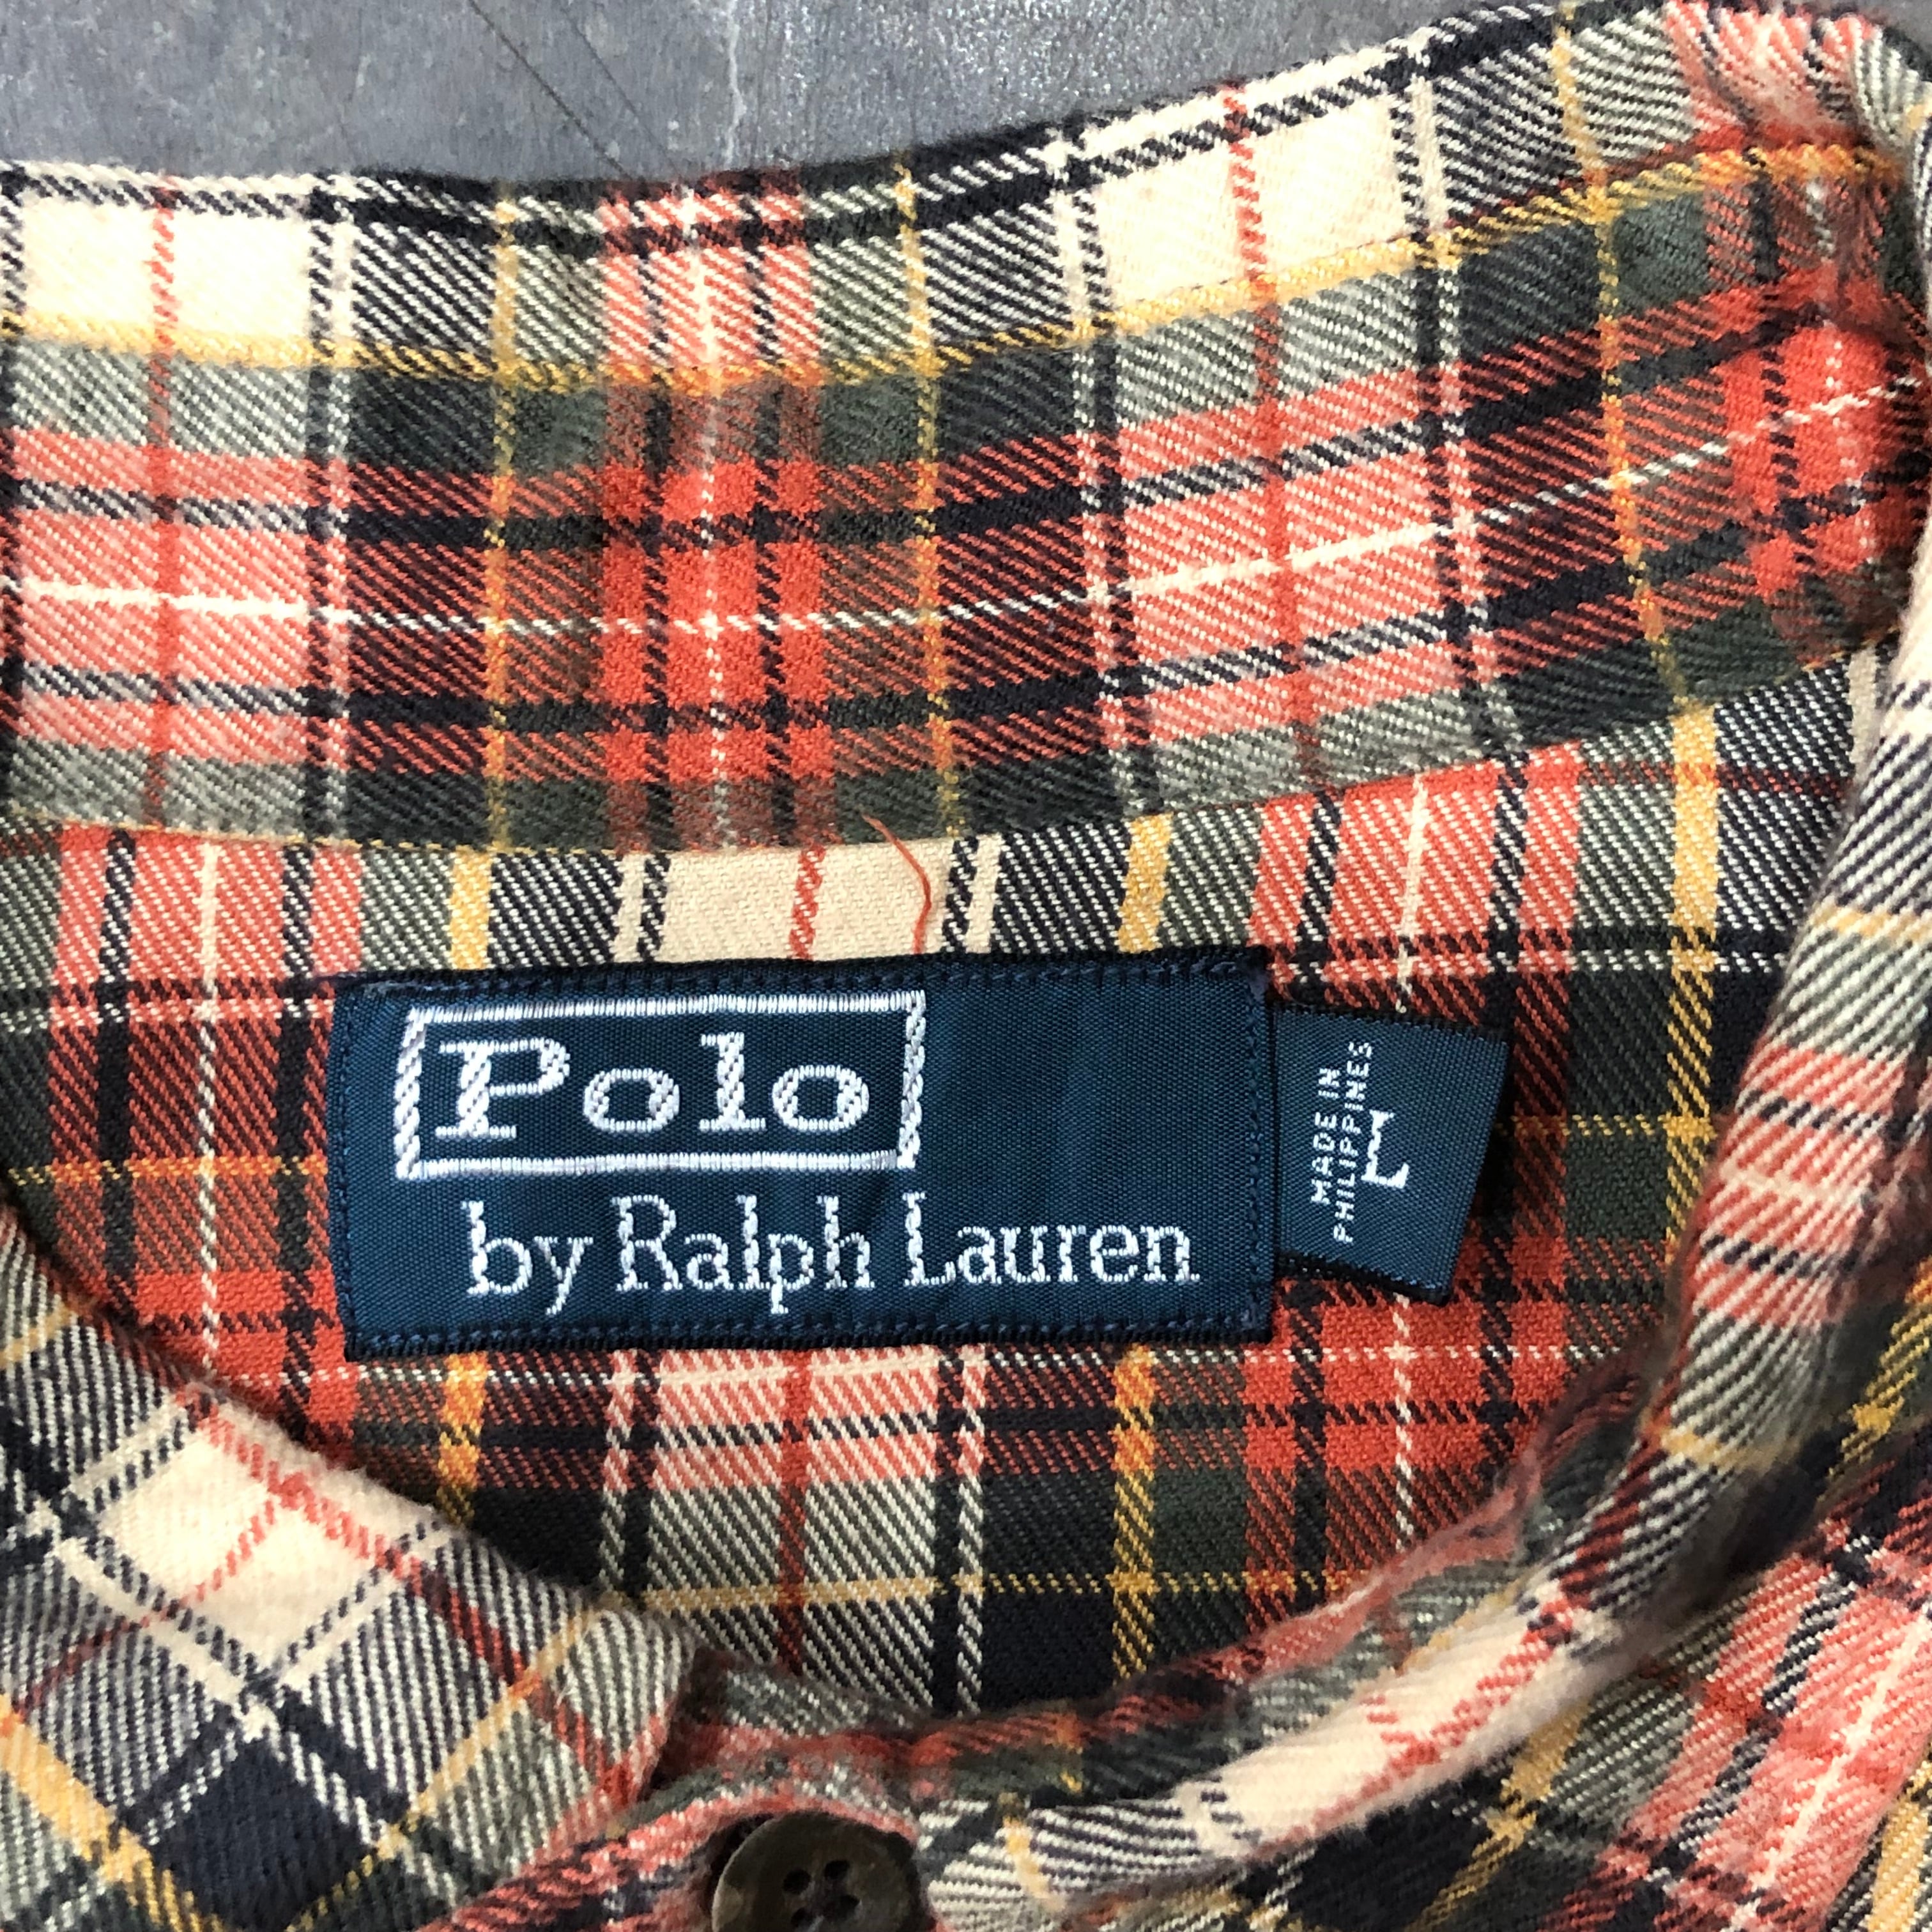 Polo
by Ralph Lauren
MADE IN
PHILIPPINES
L